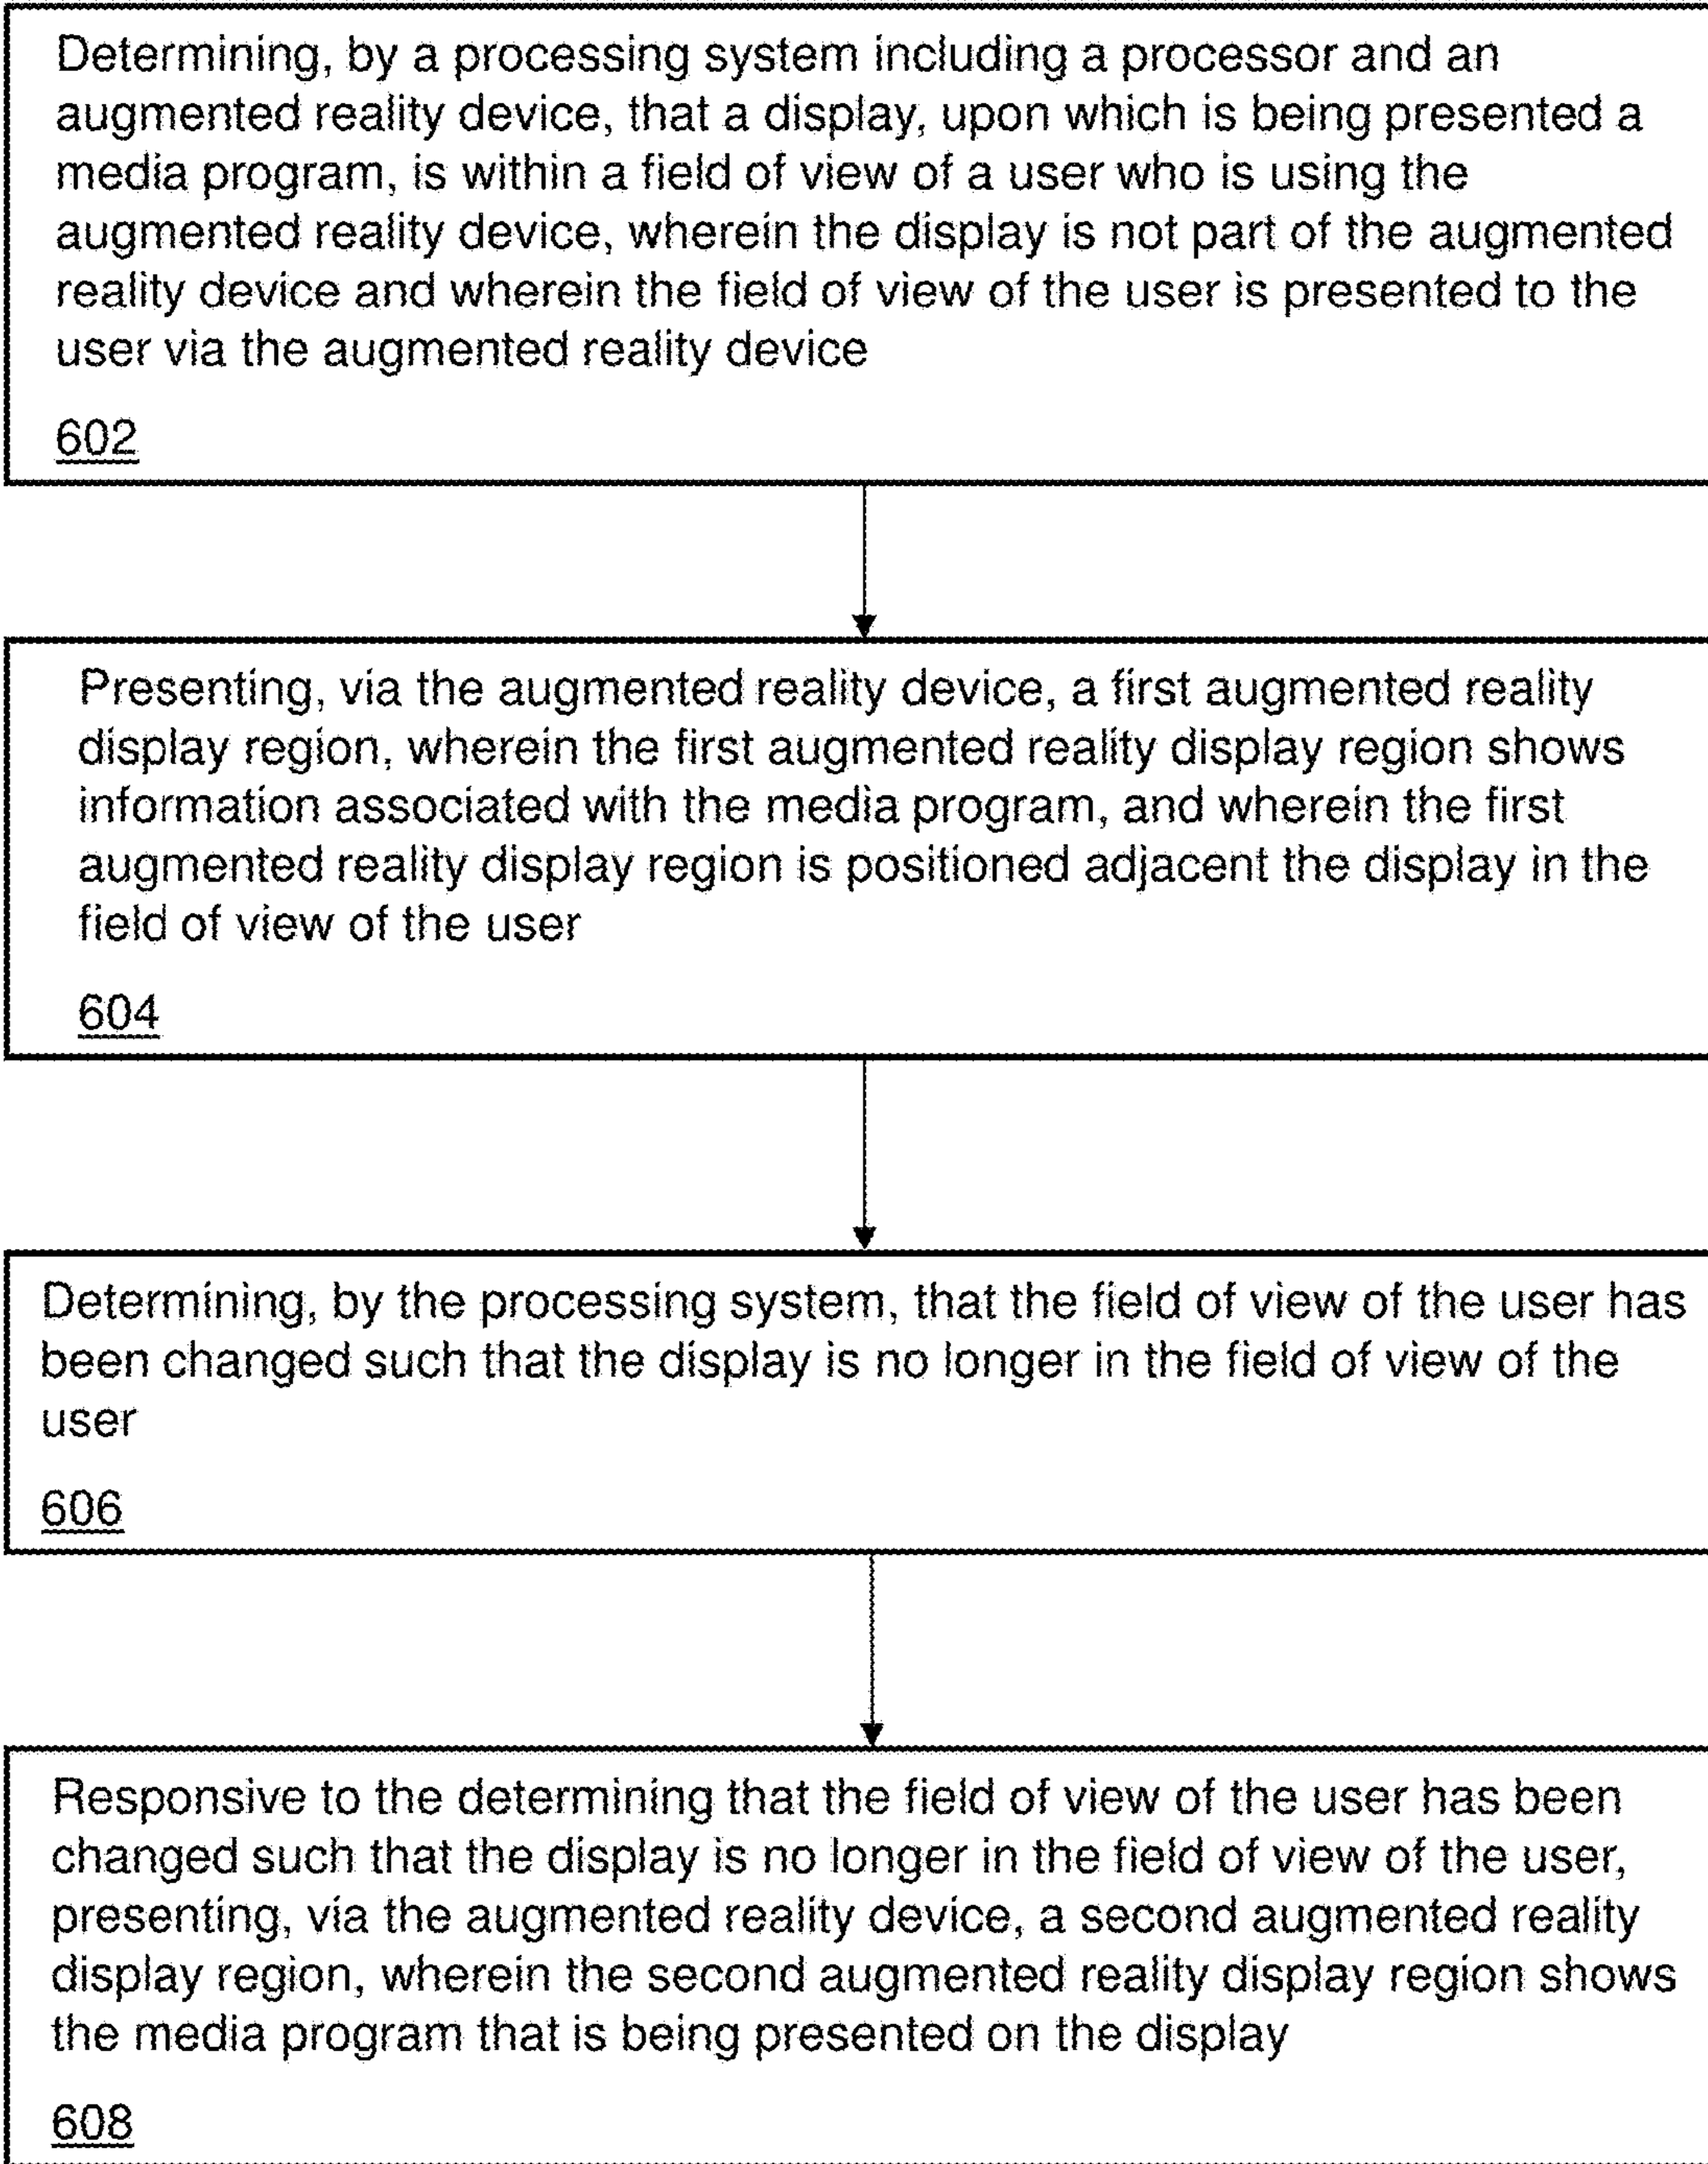 Determining, by a processing system including a processor and an
augmented reality device, that a display, upon which is being presented a
media program, is within a field of view of a user who is using the
augmented reality device, wherein the display is not part of the augmented
reality device and wherein the field of view of the user is presented to the
user via the augmented reality device
602
Presenting, via the augmented reality device, a first augmented reality
display region, wherein the first augmented reality display region shows
information associated with the media program, and wherein the first
augmented reality display region is positioned adjacent the display in the
field of view of the user
604
Determining, by the processing system, that the field of view of the user has
been changed such that the display is no longer in the field of view of the
user
606
Responsive to the determining that the field of view of the user has been
changed such that the display is no longer in the field of view of the user,
presenting, via the augmented reality device, a second augmented reality
display region, wherein the second augmented reality display region shows
the media program that is being presented on the display
608